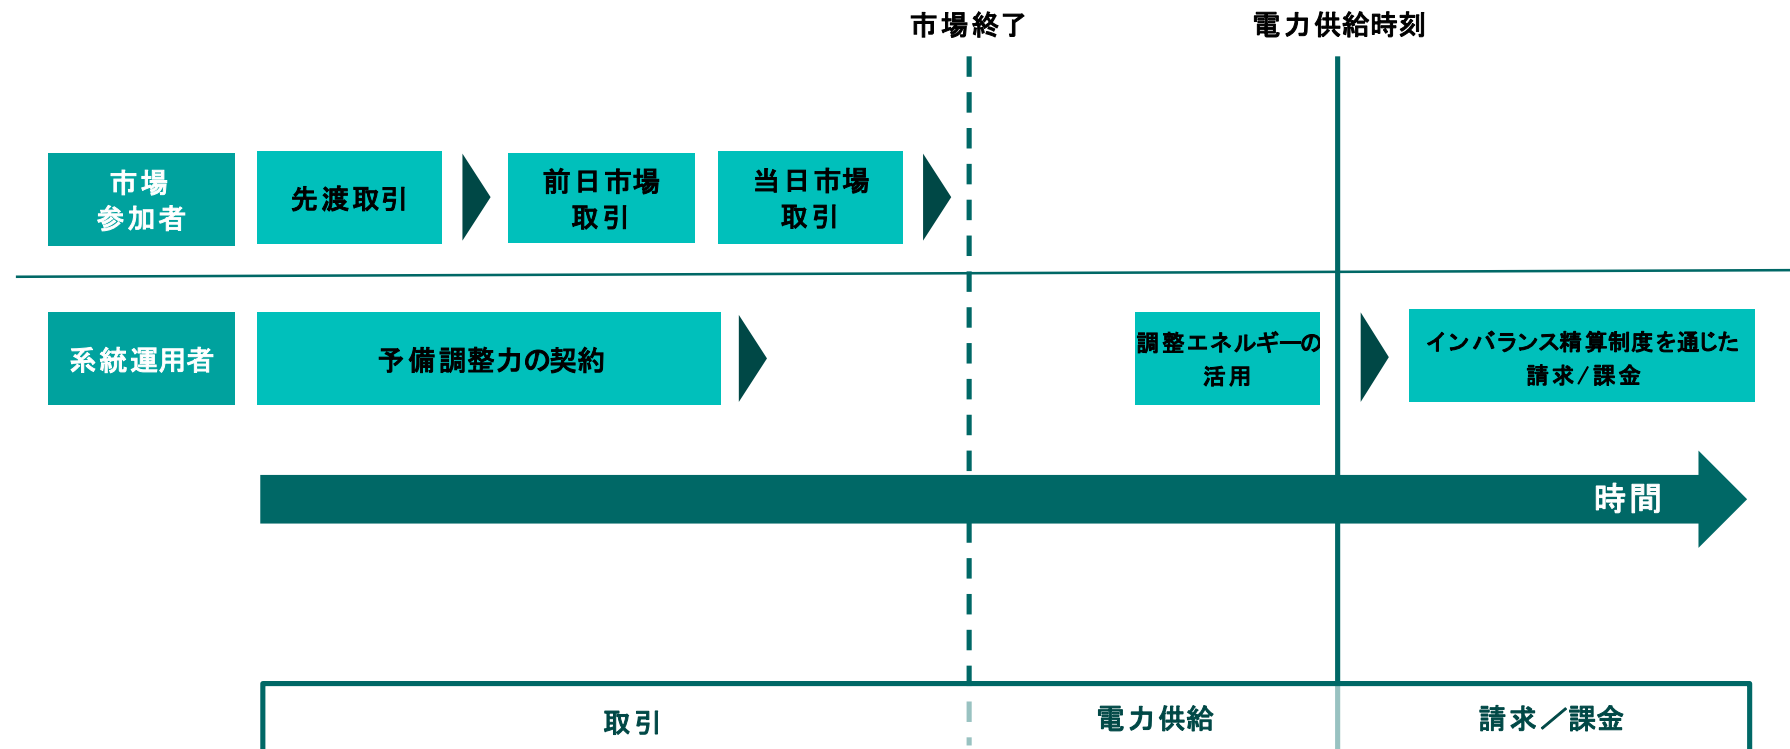 市場終了
電力供給時刻
市場
参加者
先渡取引
前日市場
取引
当日市場
取引
系統運用者
予備調整力の契約
調整エネルギーの
活用
インバランス精算制度を通じた
請求/課金
時間
取引
電力供給
請求／課金